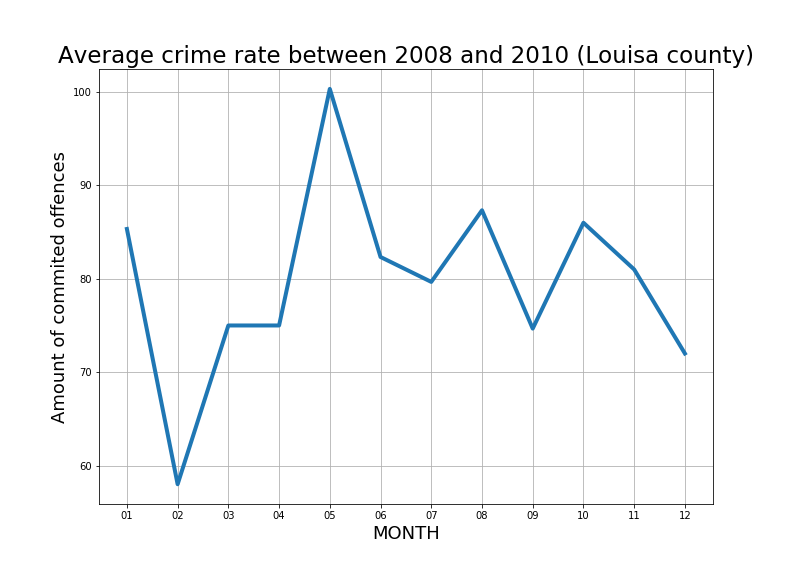 Average crime rate between 2008 and 2010 (Louisa county)
Amount of commited offences
100
90
80
70
60
01 02 03 04 05 06 07 08 09 10 11 12
MONTH